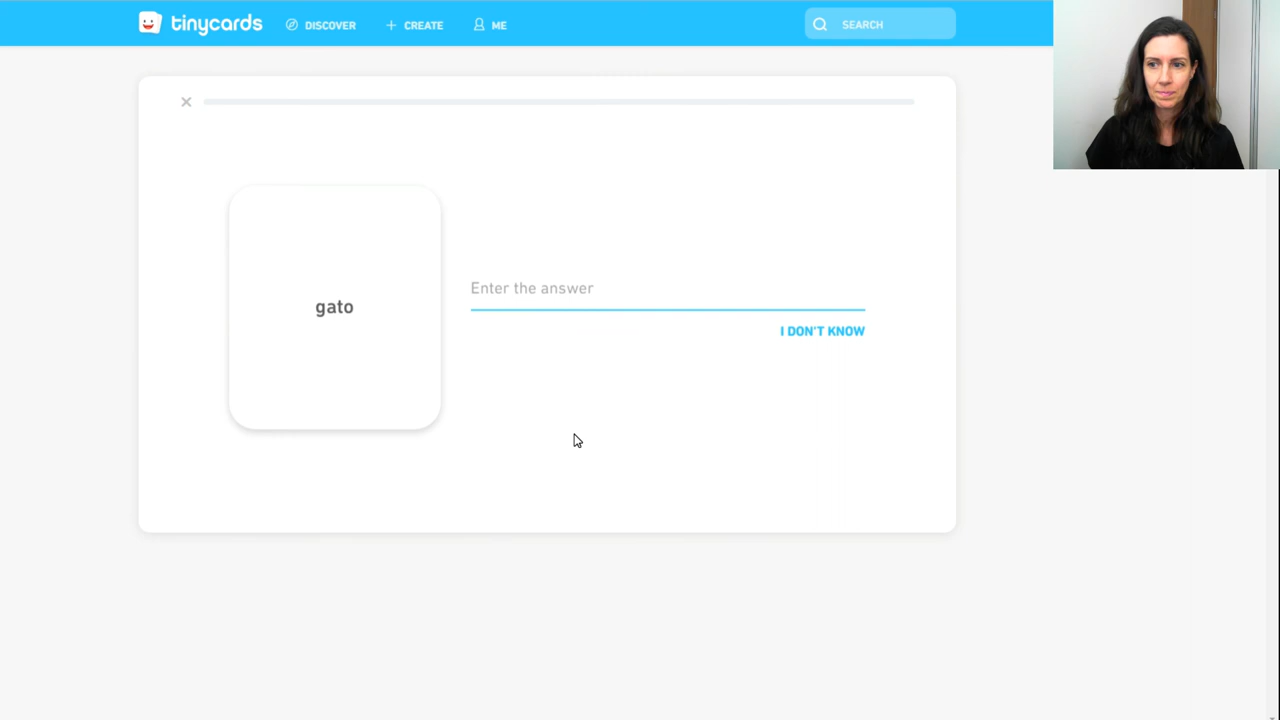 tinycards DISCOVER CREATE ME SEARCH
gato
Enter the answer
I DON'T KNOW